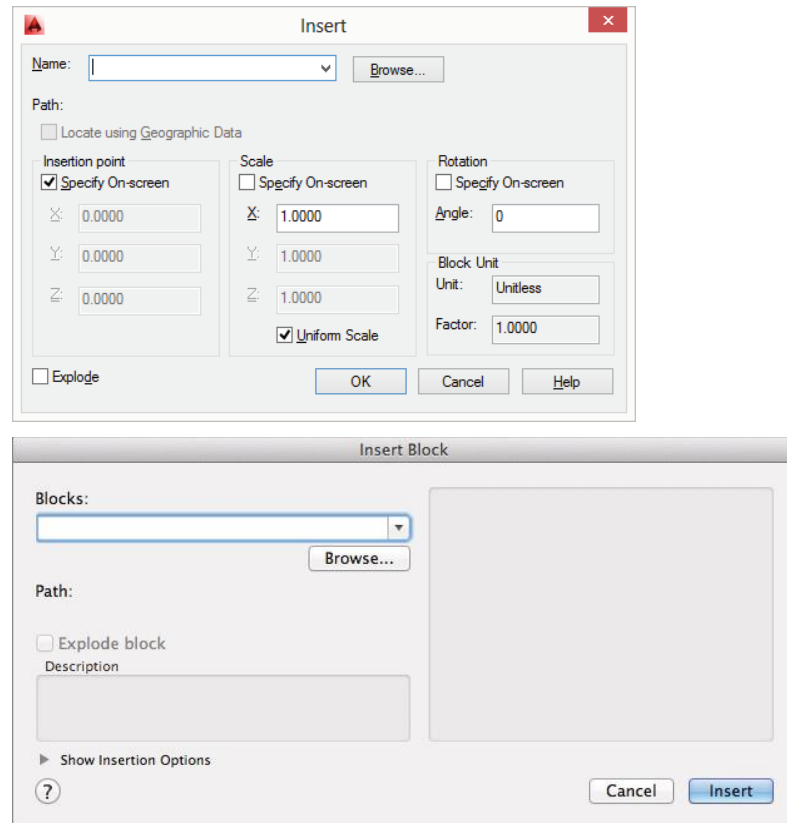 Insert
Name:
Browse...
Path:
Locate using Geographic Data
Insertion point Scale Rotation
Specify On-screen Specify On-screen Specify On-screen
X: 0.0000 X: 1.0000 Angle: 0
Y: 0.0000 Y: 1.0000 Block Unit
Unit: Unitless
Z: 0.0000 Z: 1.0000
Factor: 1.0000
Uniform Scale
Explode OK Cancel Help
Insert Block
Blocks:
Browse...
Path:
Explode block
Description
Show Insertion Options
? Cancel Insert